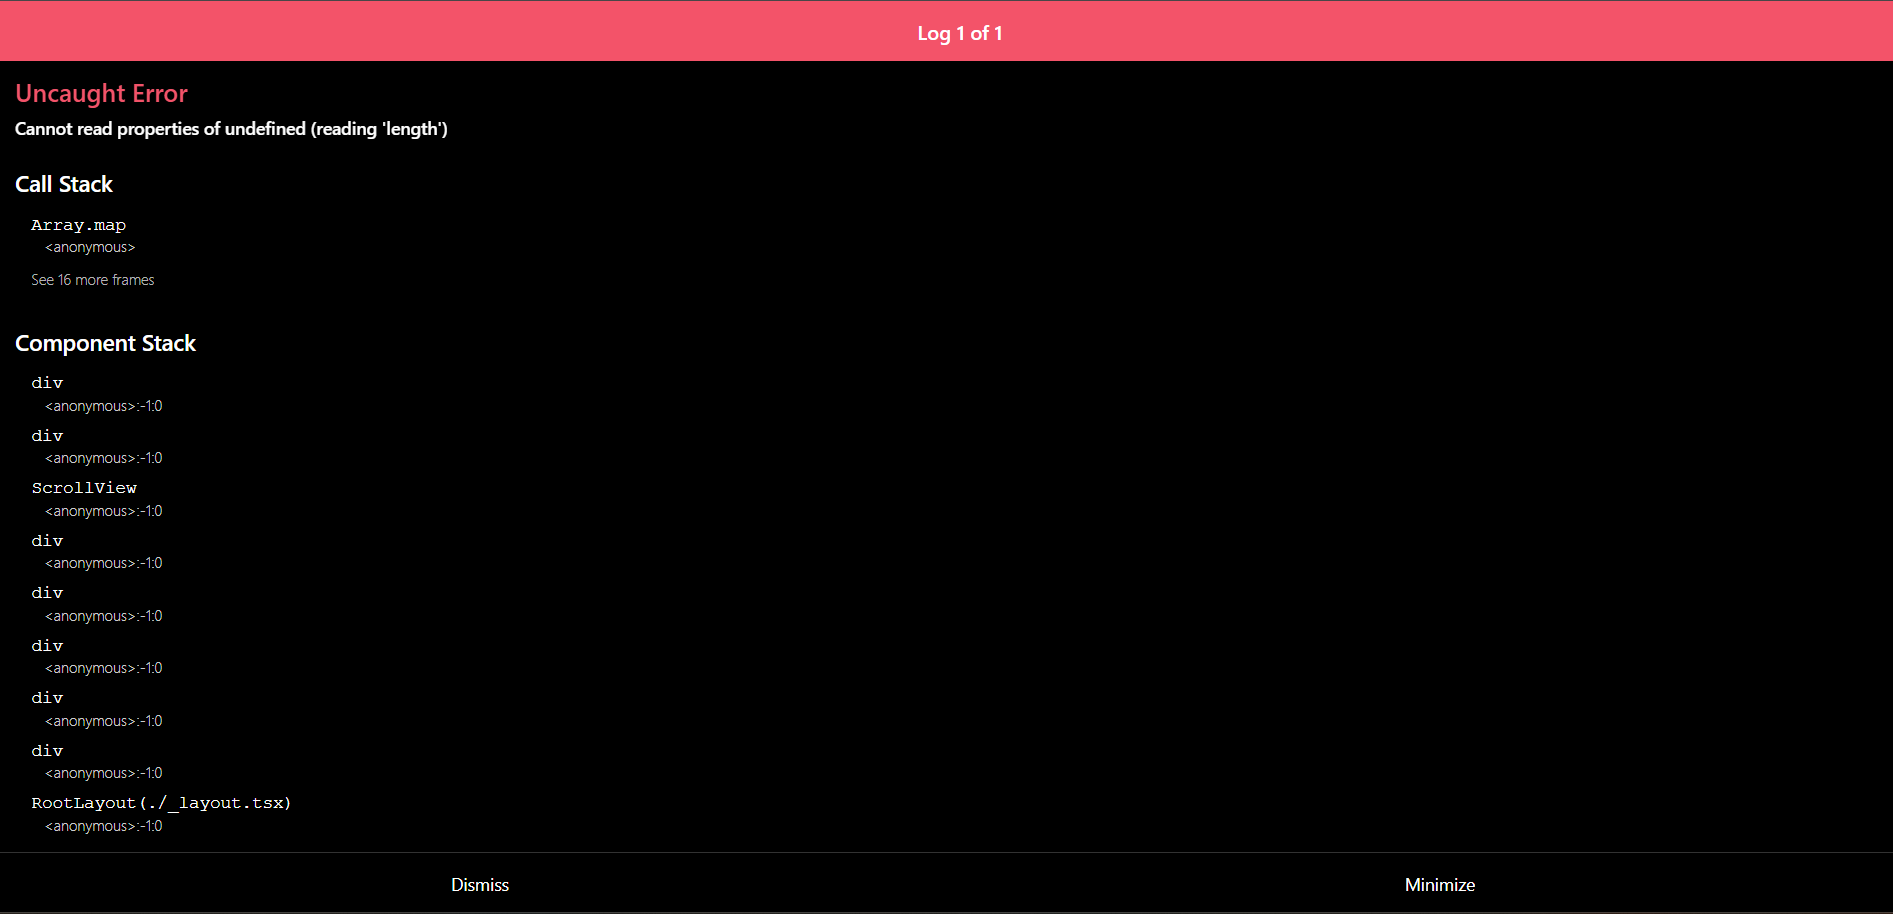 Log 1 of 1
Uncaught Error
Cannot read properties of undefined (reading 'length')
Call Stack
Array.map
<anonymous>
See 16 more frames
Component Stack
div
<anonymous>:-1:0
div
<anonymous>:-1:0
ScrollView
<anonymous>:-1:0
div
<anonymous>:-1:0
div
<anonymous>:-1:0
div
<anonymous>:-1:0
div
<anonymous>:-1:0
div
<anonymous>:-1:0
RootLayout(./_layout.tsx)
<anonymous>:-1:0
Dismiss
Minimize